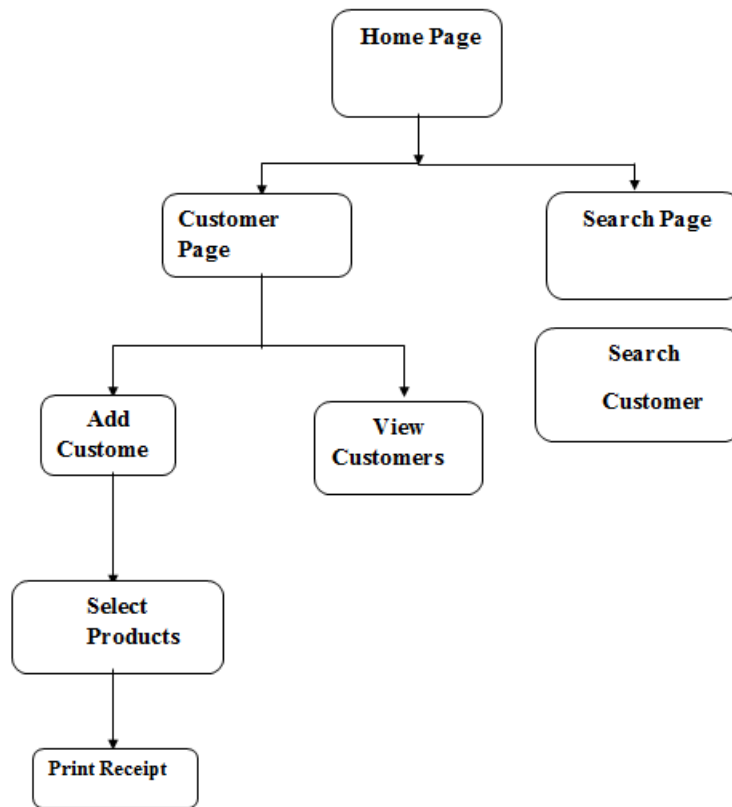 Home Page
Customer
Page
Search Page
Search
Customer
Add
Custome
View
Customers
Select
Products
Print Receipt